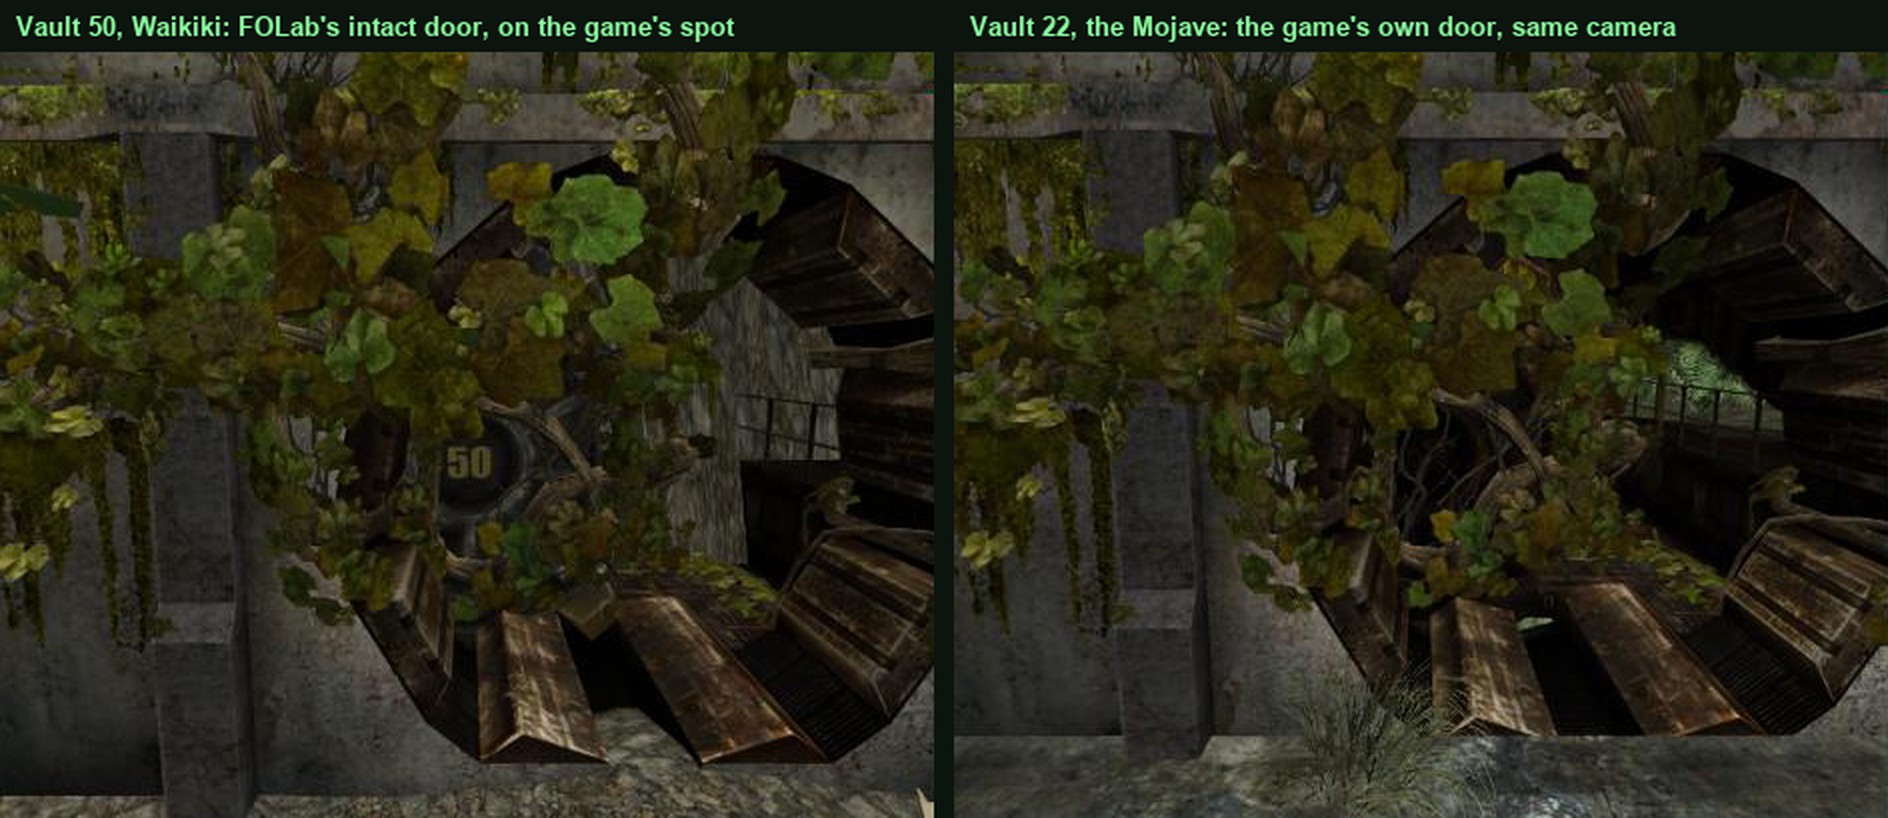 Vault 50, Waikiki: FOLab's intact door, on the game's spot
Vault 22, the Mojave: the game's own door, same camera
50